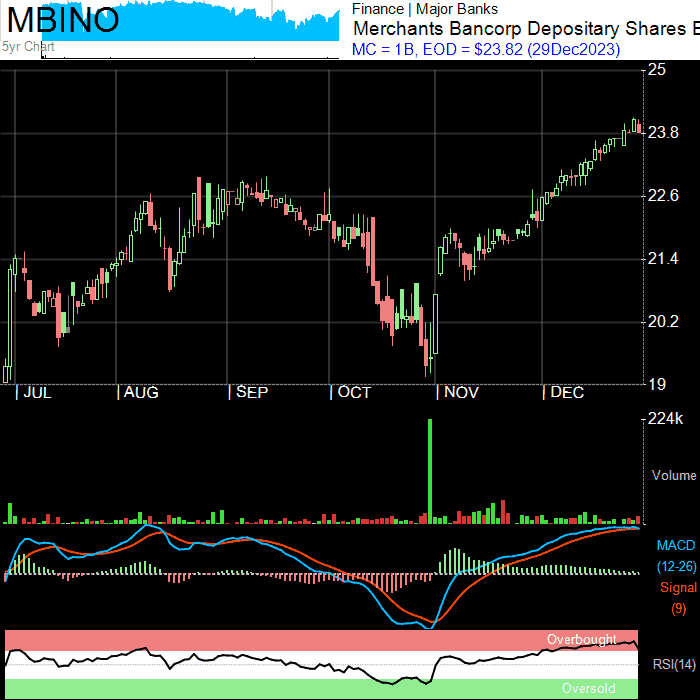 MBINO
5yr Chart
Finance | Major Banks
Merchants Bancorp Depositary Shares E
MC = 1B, EOD = $23.82 (29Dec2023)
25
23.8
22.6
21.4
20.2
19
| JUL | AUG | SEP | OCT | NOV | DEC
224k
Volume
MACD
(12-26)
Signal
(9)
Overbought
RSI(14)
Oversold